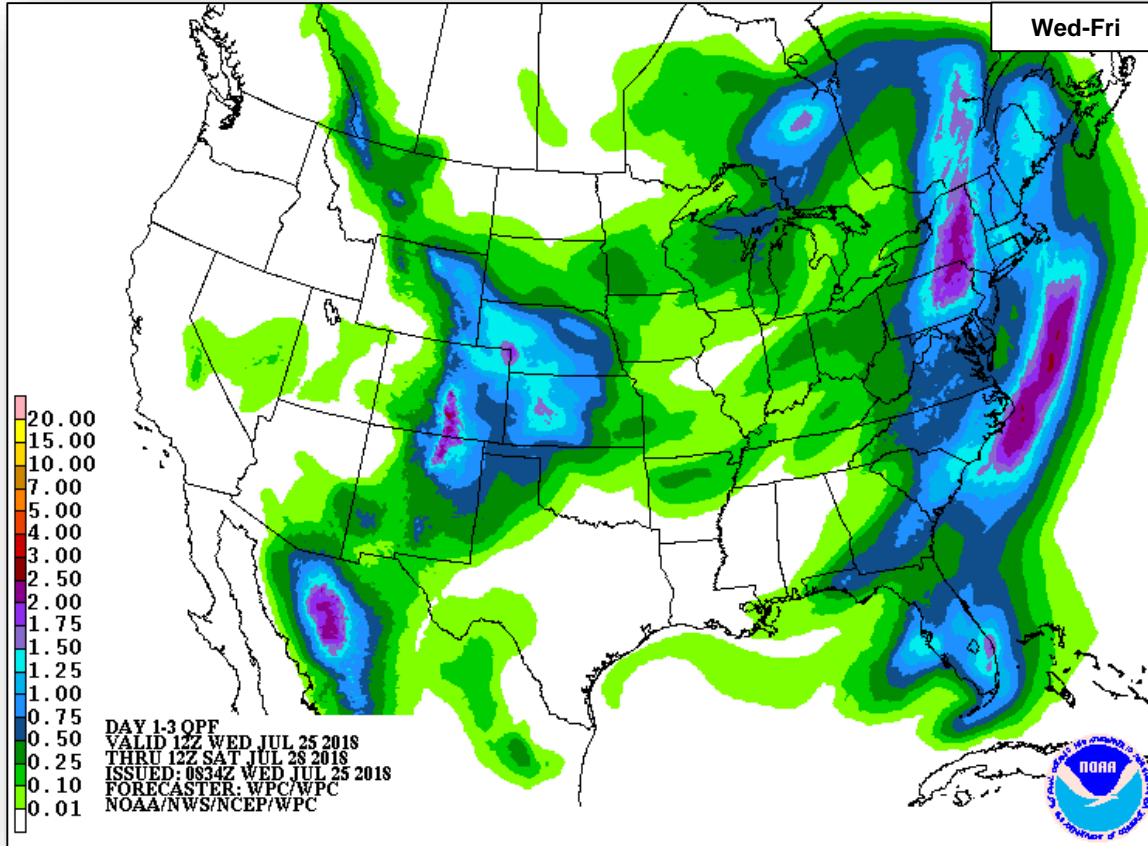 Wed-Fri
20.00
15.00
10.00
7.00
5.00
4.00
3.00
2.50
2.00
1.75
1.50
1.25
1.00
0.75
0.50
0.25
0.10
0.01
DAY 1-3 QPF
VALID 12Z WED JUL 25 2018
THRU 12Z SAT JUL 28 2018
ISSUED: 0834Z WED JUL 25 2018
FORECASTER: WPC/WPC
NOAA/NWS/NCEP/WPC
NOAA